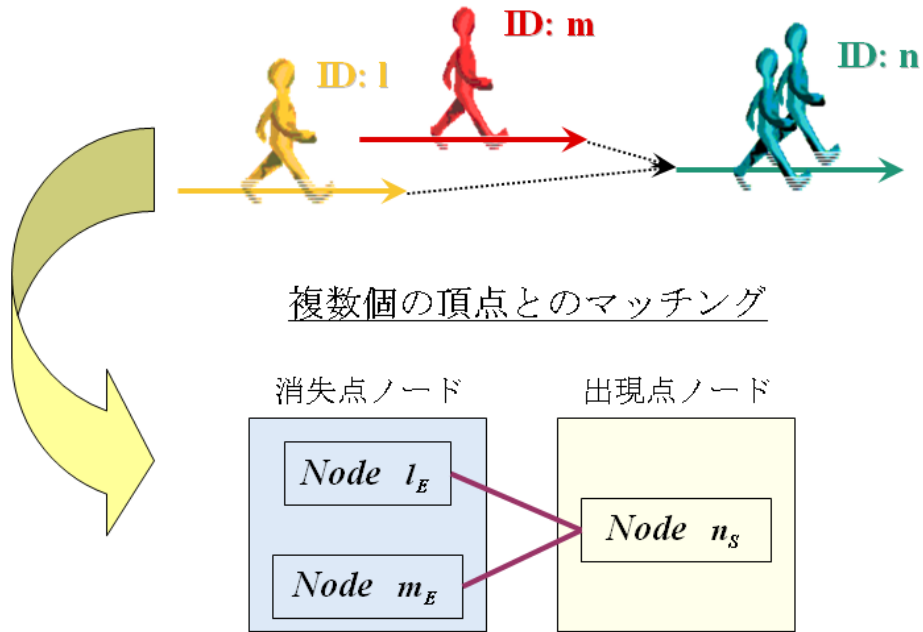 ID: m
ID: l
ID: n
複数個の頂点とのマッチング
消失点ノード
出現点ノード
Node l_E
Node n_S
Node m_E